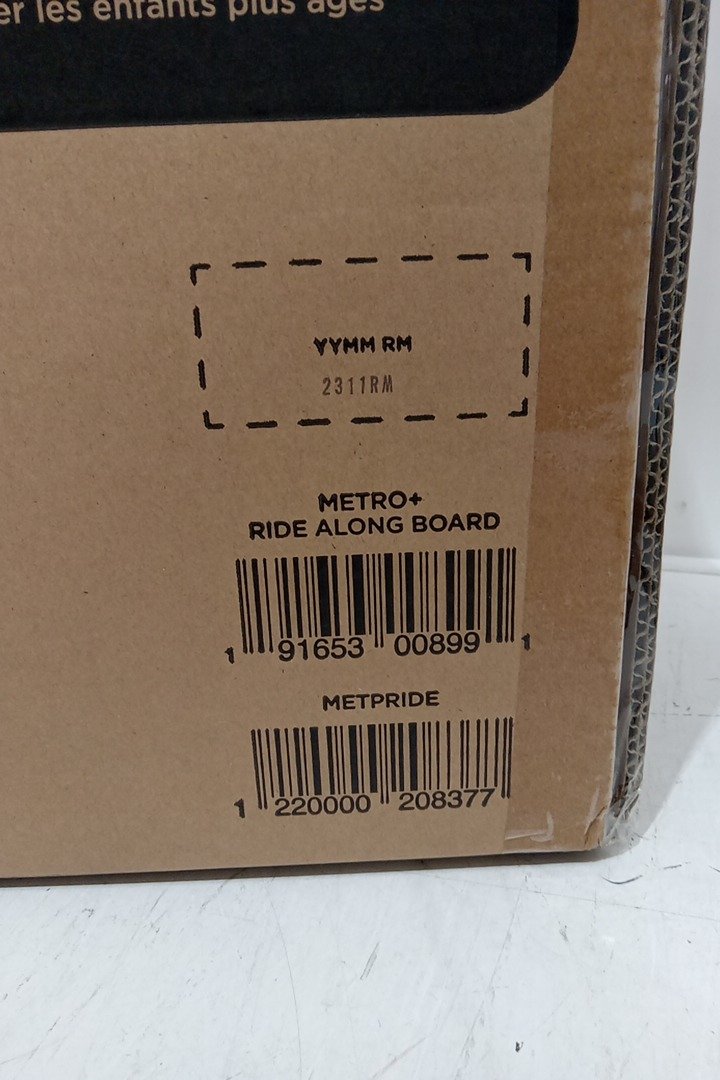 er les enfants plus âgés
YYMM RM
2311RM
METRO+
RIDE ALONG BOARD
1 91653 00899 1
METPRIDE
1 220000 208377